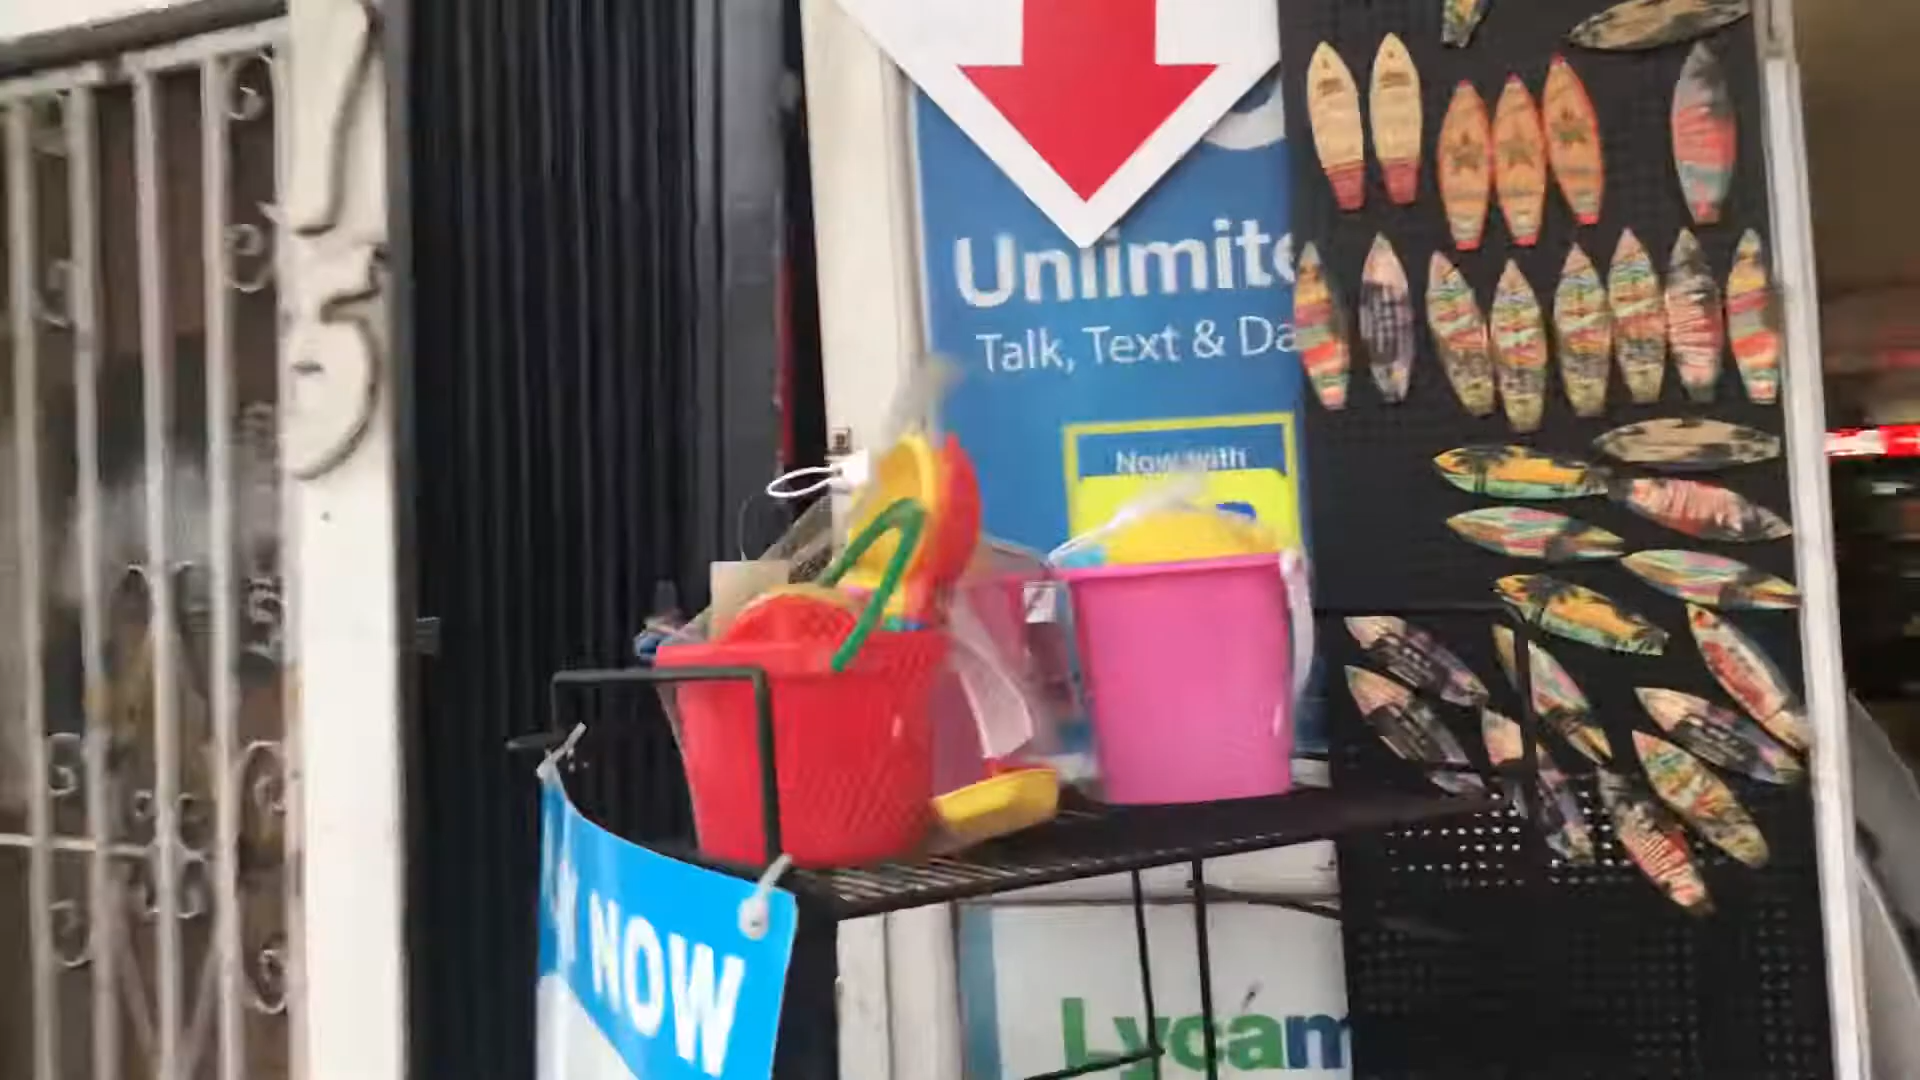 Unlimite
Talk, Text & Da
Now with
NOW
Lycam